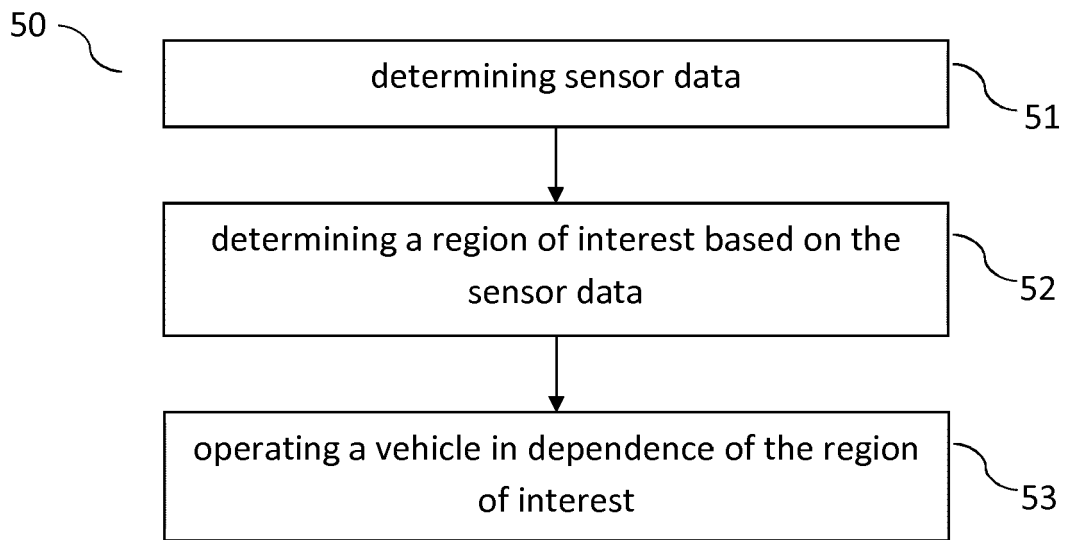 50
determining sensor data
51
determining a region of interest based on the
sensor data
52
operating a vehicle in dependence of the region
of interest
53